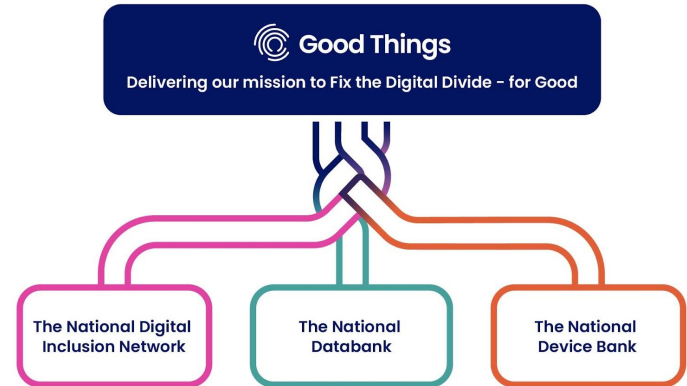 Good Things
Delivering our mission to Fix the Digital Divide - for Good
The National Digital
Inclusion Network
The National
Databank
The National
Device Bank